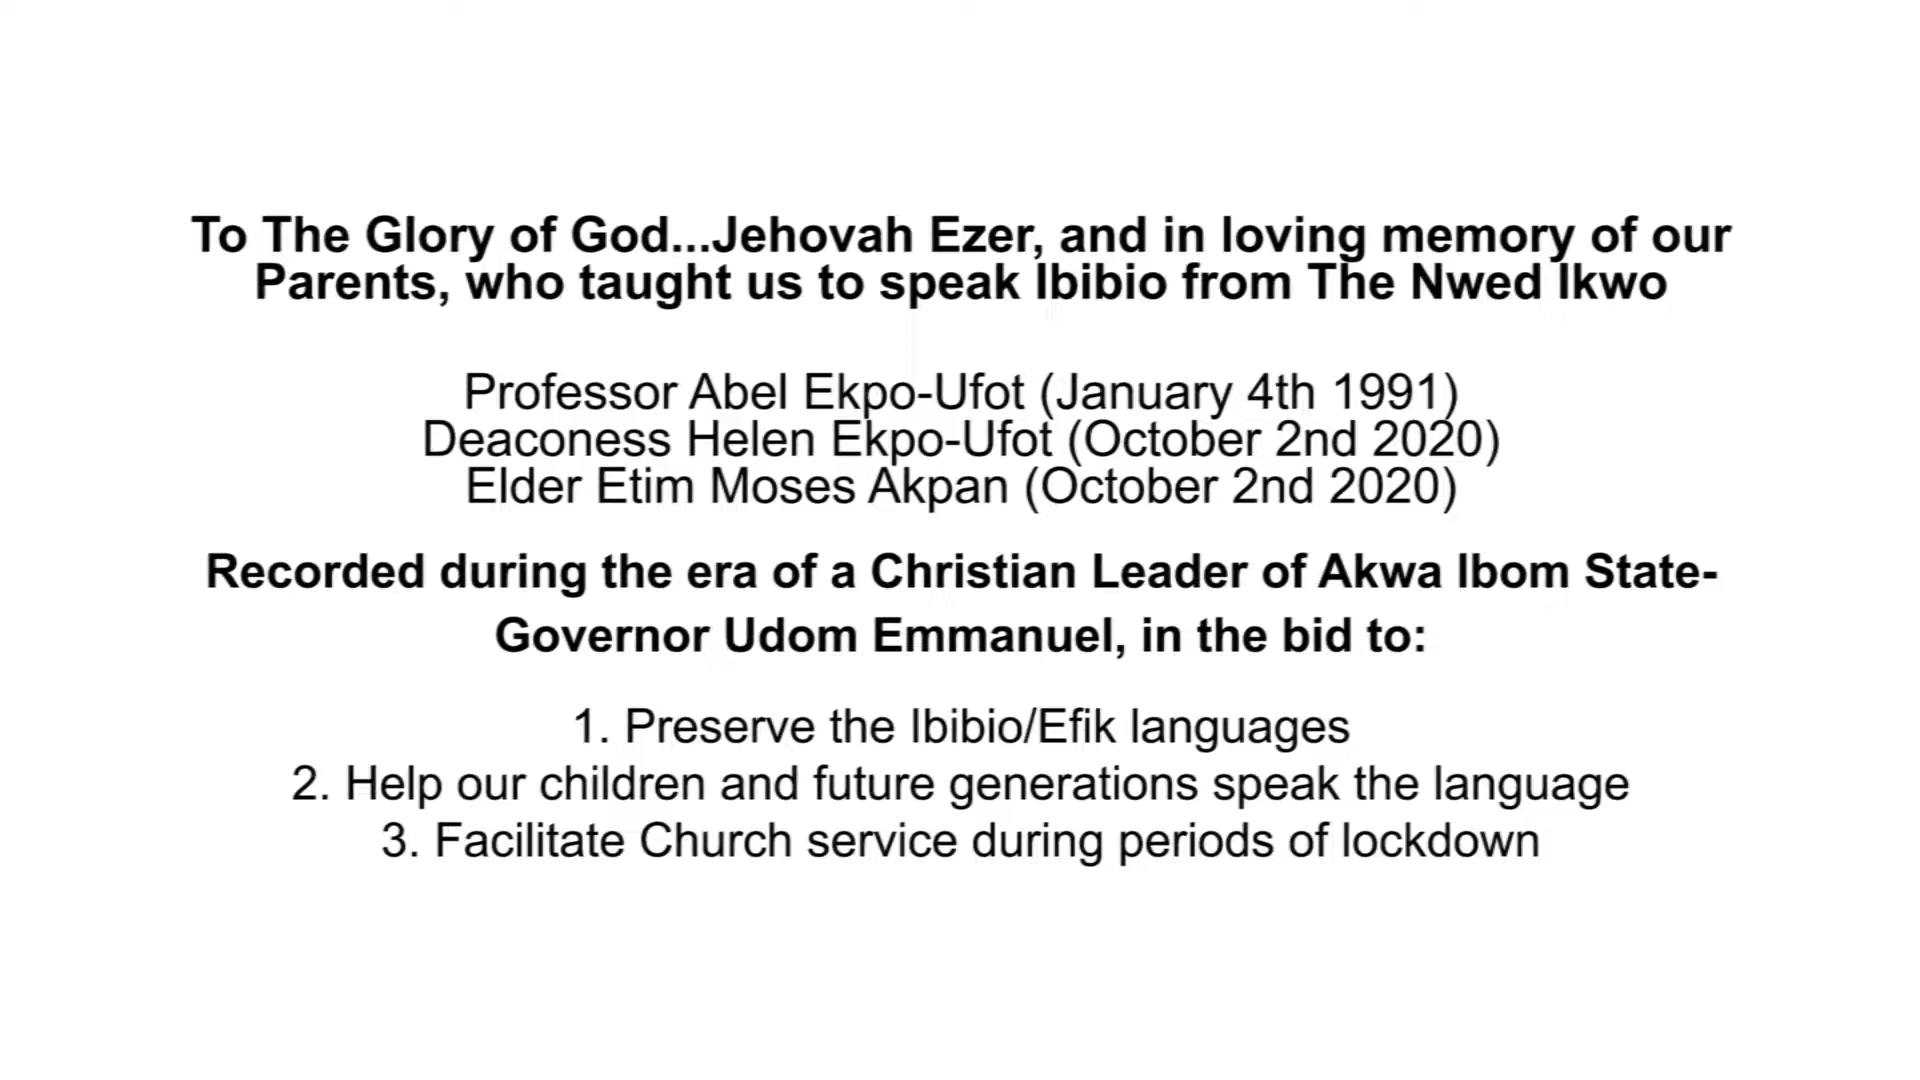 To The Glory of God...Jehovah Ezer, and in loving memory of our
Parents, who taught us to speak Ibibio from The Nwed Ikwo
Professor Abel Ekpo-Ufot (January 4th 1991)
Deaconess Helen Ekpo-Ufot (October 2nd 2020)
Elder Etim Moses Akpan (October 2nd 2020)
Recorded during the era of a Christian Leader of Akwa Ibom State-
Governor Udom Emmanuel, in the bid to:
1. Preserve the Ibibio/Efik languages
2. Help our children and future generations speak the language
3. Facilitate Church service during periods of lockdown